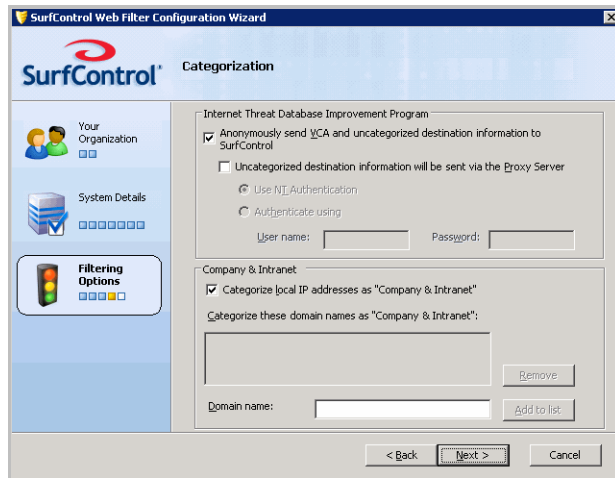 SurfControl Web Filter Configuration Wizard
SurfControl
Categorization
Your
Organization
System Details
Filtering
Options
Internet Threat Database Improvement Program
Anonymously send VCA and uncategorized destination information to
SurfControl
Uncategorized destination information will be sent via the Proxy Server
Use NT Authentication
Authenticate using
User name:
Password:
Company & Intranet
Categorize local IP addresses as "Company & Intranet"
Categorize these domain names as "Company & Intranet":
Remove
Domain name:
Add to list
< Back
Next >
Cancel